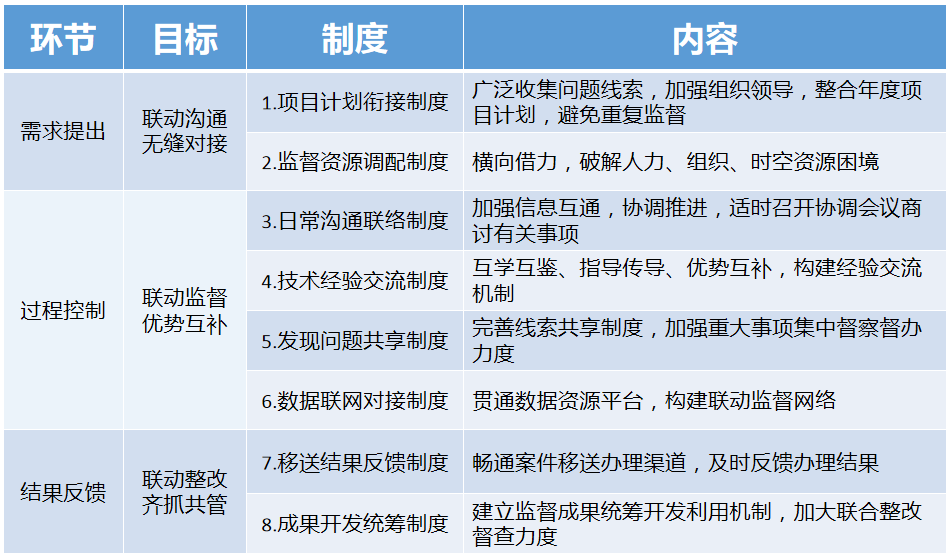 环节 目标 制度 内容
需求提出
联动沟通
无缝对接
1.项目计划衔接制度
广泛收集问题线索，加强组织领导，整合年度项
目计划，避免重复监督
2.监督资源调配制度
横向借力，破解人力、组织、时空资源困境
过程控制
联动监督
优势互补
3.日常沟通联络制度
加强信息互通，协调推进，适时召开协调会议商
讨有关事项
4.技术经验交流制度
互学互鉴、指导传导、优势互补，构建经验交流
机制
5.发现问题共享制度
完善线索共享制度，加强重大事项集中督察督办
力度
6.数据联网对接制度
贯通数据资源平台，构建联动监督网络
结果反馈
联动整改
齐抓共管
7.移送结果反馈制度
畅通案件移送办理渠道，及时反馈办理结果
8.成果开发统筹制度
建立监督成果统筹开发利用机制，加大联合整改
督查力度